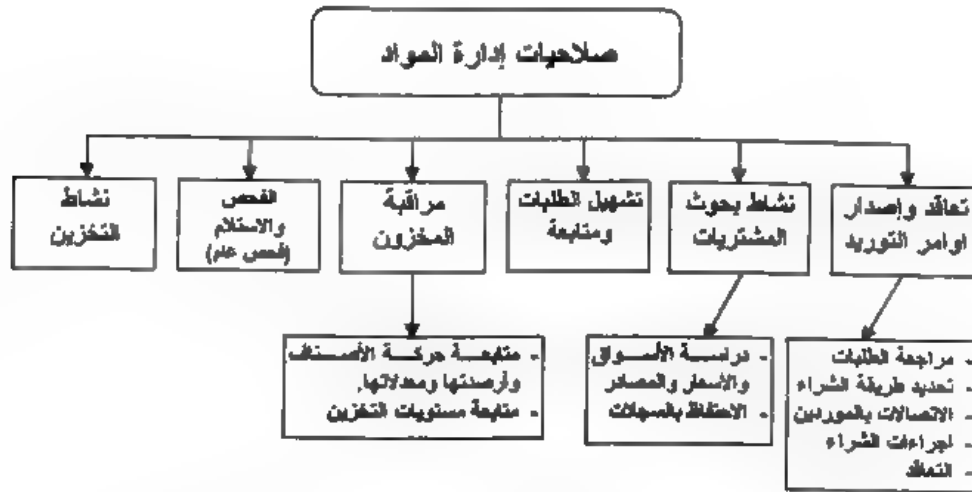 صلاحيات إدارة المواد
تعاقد وإصدار
اوامر التوريد
نشاط بحوث
المشتريات
تشهيل الطلبات
ومتابعة
مراقبة
المخزون
الفحص
والاستلام
(فحص عام)
نشاط
التخزين
- مراجعة الطلبات
- تحديد طريقة الشراء
- الاتصالات بالموردين
- اجراءات الشراء
- التعاقد
- دراسة الأسواق
والأسعار والمصادر
- الاحتفاظ بالسجلات
- متابعة حركة الأصناف
وأرصدتها ومعدلاتها.
- متابعة مستويات التخزين